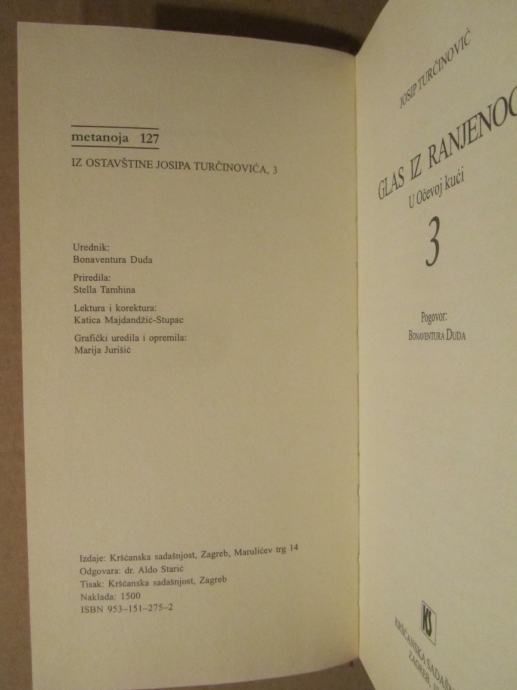 metanoja 127
IZ OSTAVŠTINE JOSIPA TURČINOVIĆA, 3
Urednik:
Bonaventura Duda
Priredila:
Stella Tamhina
Lektura i korektura:
Katica Majdandžić-Stupac
Grafički uredila i opremila:
Marija Jurišić
Izdaje: Kršćanska sadašnjost, Zagreb, Marulićev trg 14
Odgovara: dr. Aldo Starić
Tisak: Kršćanska sadašnjost, Zagreb
Naklada: 1500
ISBN 953-151-275-2
JOSIP TURČINOVIĆ
GLAS IZ RANJENOG
U Očevoj kući
3
Pogovor:
BONAVENTURA DUDA
KS
KRŠĆANSKA SADAŠ
ZAGREB